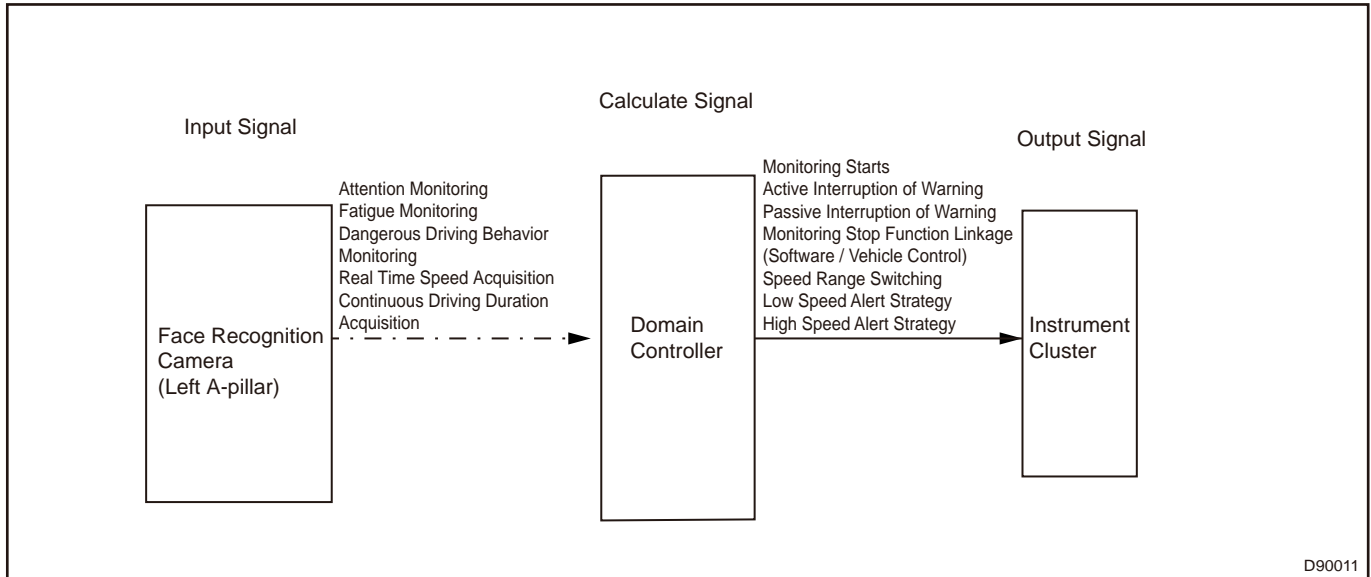 Input Signal
Calculate Signal
Output Signal
Attention Monitoring
Fatigue Monitoring
Dangerous Driving Behavior
Monitoring
Real Time Speed Acquisition
Continuous Driving Duration
Acquisition
Monitoring Starts
Active Interruption of Warning
Passive Interruption of Warning
Monitoring Stop Function Linkage
(Software / Vehicle Control)
Speed Range Switching
Low Speed Alert Strategy
High Speed Alert Strategy
Face Recognition
Camera
(Left A-pillar)
Domain
Controller
Instrument
Cluster
D90011